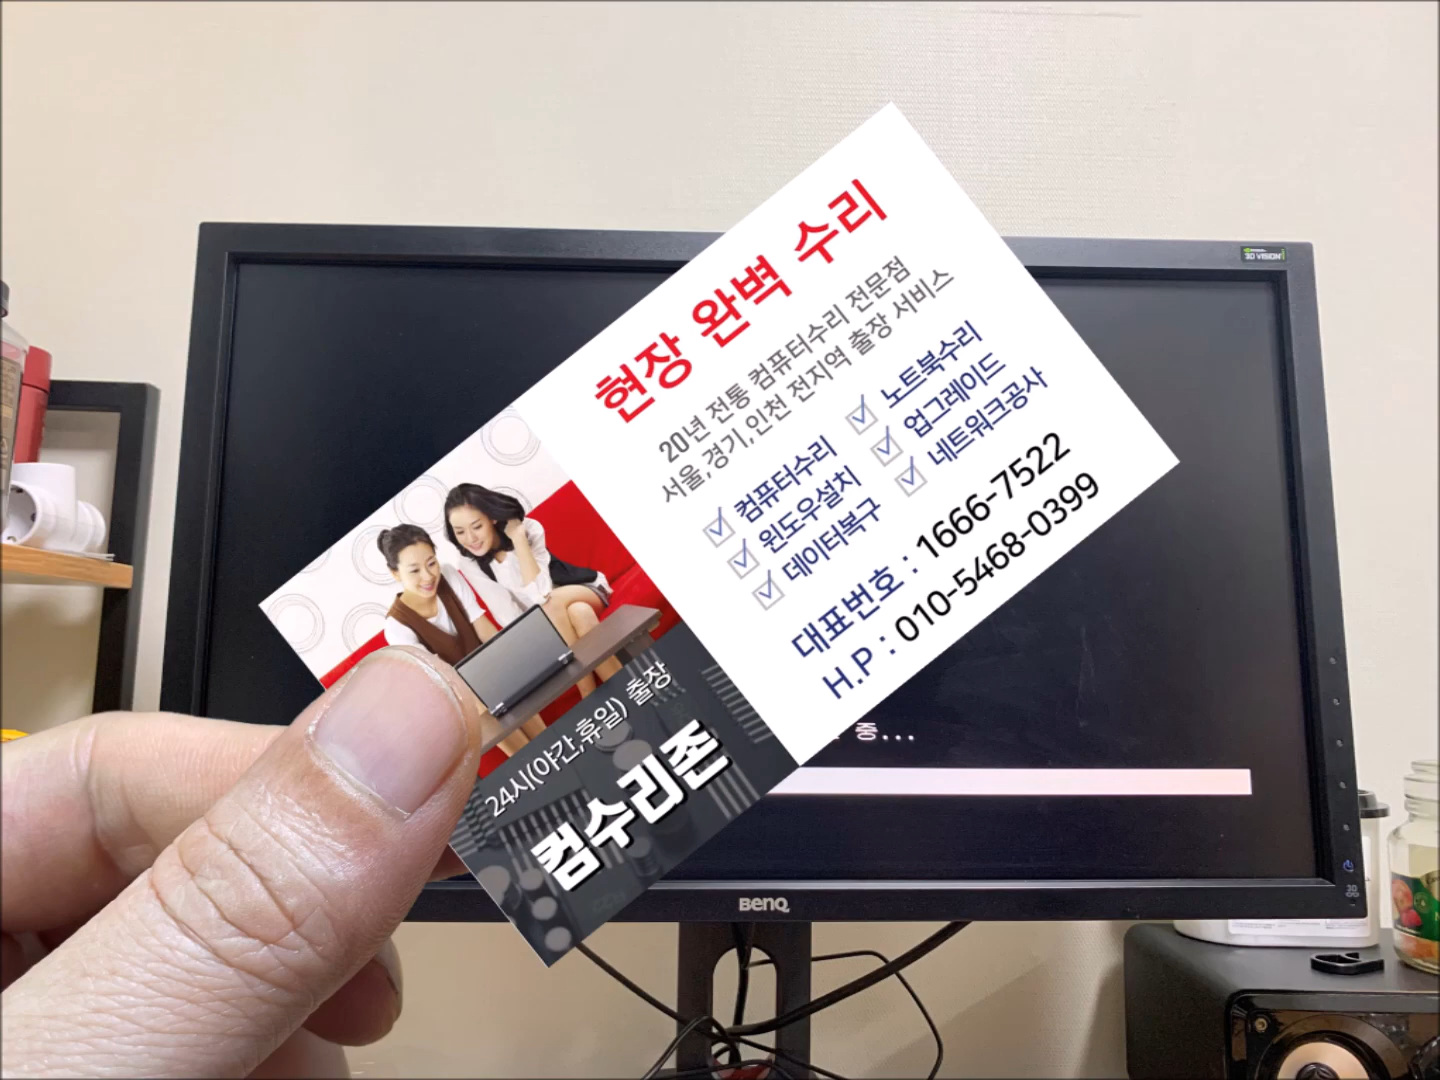 현장 완벽 수리
20년 전통 컴퓨터수리 전문점
서울,경기,인천 전지역 출장 서비스
컴퓨터수리
윈도우설치
데이터복구
노트북수리
업그레이드
네트워크공사
대표번호 : 1666-7522
H.P : 010-5468-0399
24시(야간,휴일) 출장
컴수리존
중...
3D VISION
BenQ